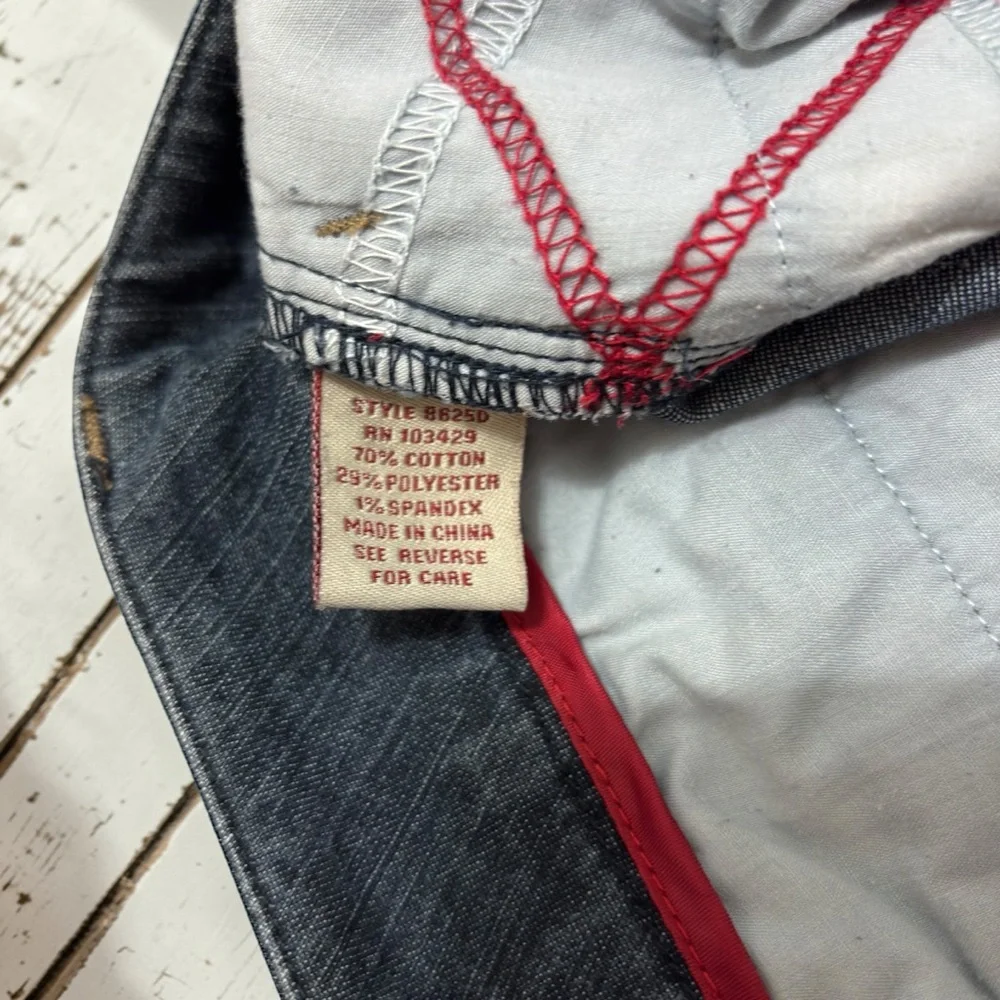 STYLE 8625D
RN 103429
70% COTTON
29% POLYESTER
1% SPANDEX
MADE IN CHINA
SEE REVERSE
FOR CARE